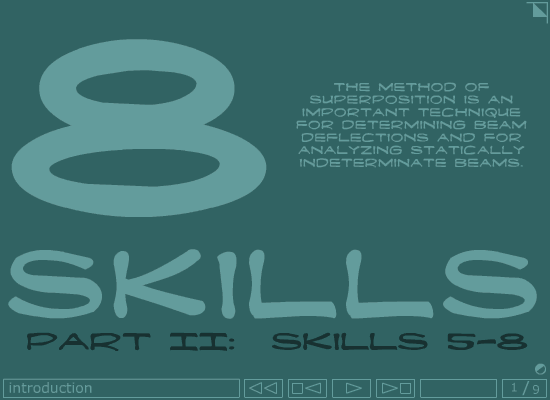 8
THE METHOD OF
SUPERPOSITION IS AN
IMPORTANT TECHNIQUE
FOR DETERMINING BEAM
DEFLECTIONS AND FOR
ANALYZING STATICALLY
INDETERMINATE BEAMS.
SKILLS
PART II: SKILLS 5-8
introduction
1/9